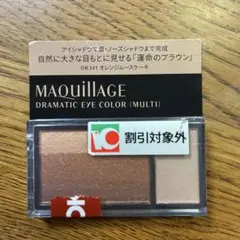 アイシャドウで眉・ノーズシャドウまで完成
自然に大きな目もとに見せる「運命のブラウン」
OR341 オレンジムースケーキ
MAQuillAGE
DRAMATIC EYE COLOR (MULTI)
割引対象外